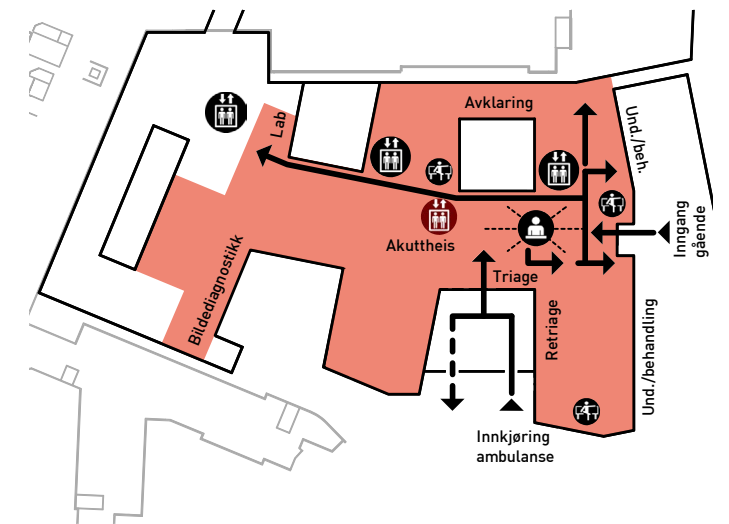 Avklaring
Lab
Und./beh.
Akuttheis
Inngang
gående
Triage
Bildediagnostikk
Retriage
Und./behandling
Innkjøring
ambulanse